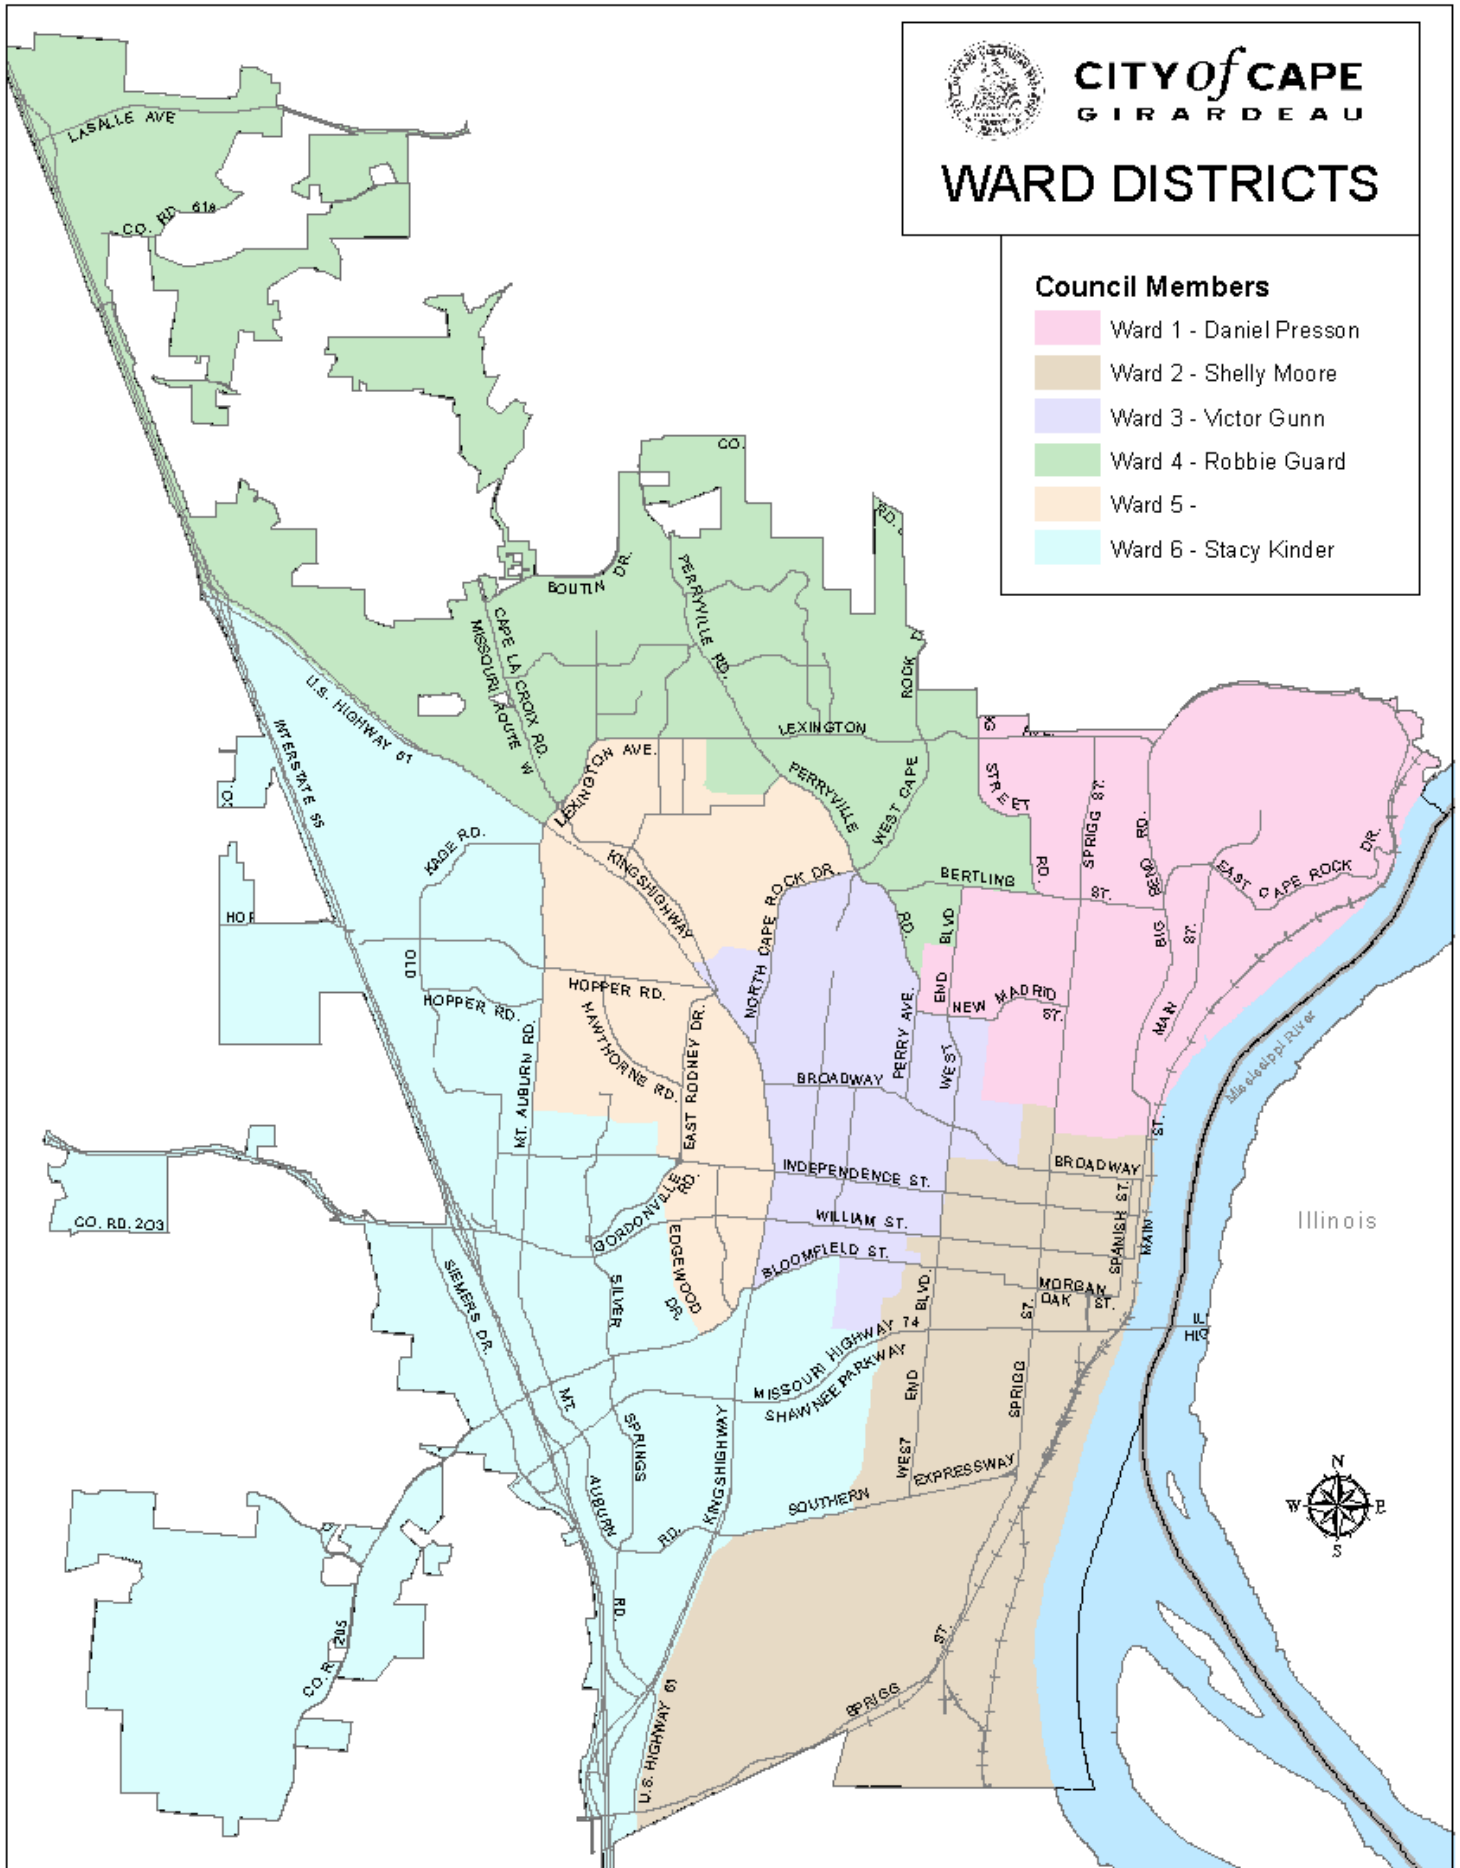 CITY of CAPE
GIRARDEAU
WARD DISTRICTS
Council Members
Ward 1 - Daniel Presson
Ward 2 - Shelly Moore
Ward 3 - Victor Gunn
Ward 4 - Robbie Guard
Ward 5 -
Ward 6 - Stacy Kinder
LASALLE AVE
CO. RD. 618
CO.
RD.
BOUTIN DR.
PERRYVILLE RD.
CAPE LA CROIX RD.
MISSOURI ROUTE W
ROCK
U.S. HIGHWAY 61
INTERSTATE 55
LEXINGTON
LEXINGTON AVE.
STREET
RD.
PERRYVILLE
WEST CAPE
SPRIGG ST.
BIG BEND RD.
CO.
KAGE RD.
KINGSHIGHWAY
NORTH CAPE ROCK DR.
BERTLING ST.
EAST CAPE ROCK DR.
RD.
OLD
HOPPER RD.
HOPPER RD.
HAWTHORNE RD.
EAST RODNEY DR.
MT. AUBURN RD.
PERRY AVE.
WEST END BLVD
NEW MADRID ST.
MAIN ST.
Mississippi River
BROADWAY
BROADWAY
INDEPENDENCE ST.
WILLIAM ST.
BLOOMFIELD ST.
GORDONVILLE RD.
EDGEWOOD DR.
SPANISH ST.
MAIN
ST.
MORGAN OAK ST.
Illinois
CO. RD. 203
SIEMERS DR.
SILVER SPRINGS RD.
MISSOURI HIGHWAY 74
SHAWNEE PARKWAY
WEST END BLVD.
SPRIGG ST.
IL
MT. AUBURN RD.
KINGSHIGHWAY
SOUTHERN EXPRESSWAY
N
W
E
S
CO. R
205
SPRIGG ST.
U.S. HIGHWAY 61